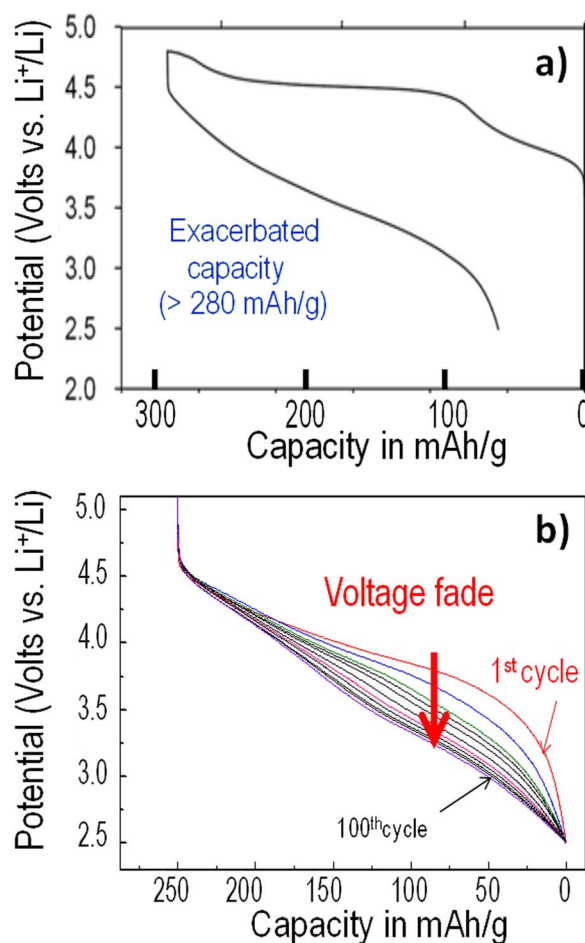 a)
Potential (Volts vs. Li⁺/Li)
5.0
4.5
4.0
3.5
3.0
2.5
2.0
Exacerbated
capacity
(> 280 mAh/g)
300
200
100
0
Capacity in mAh/g
b)
Potential (Volts vs. Li⁺/Li)
5.0
4.5
4.0
3.5
3.0
2.5
Voltage fade
1st cycle
100thcycle
250
200
150
100
50
0
Capacity in mAh/g